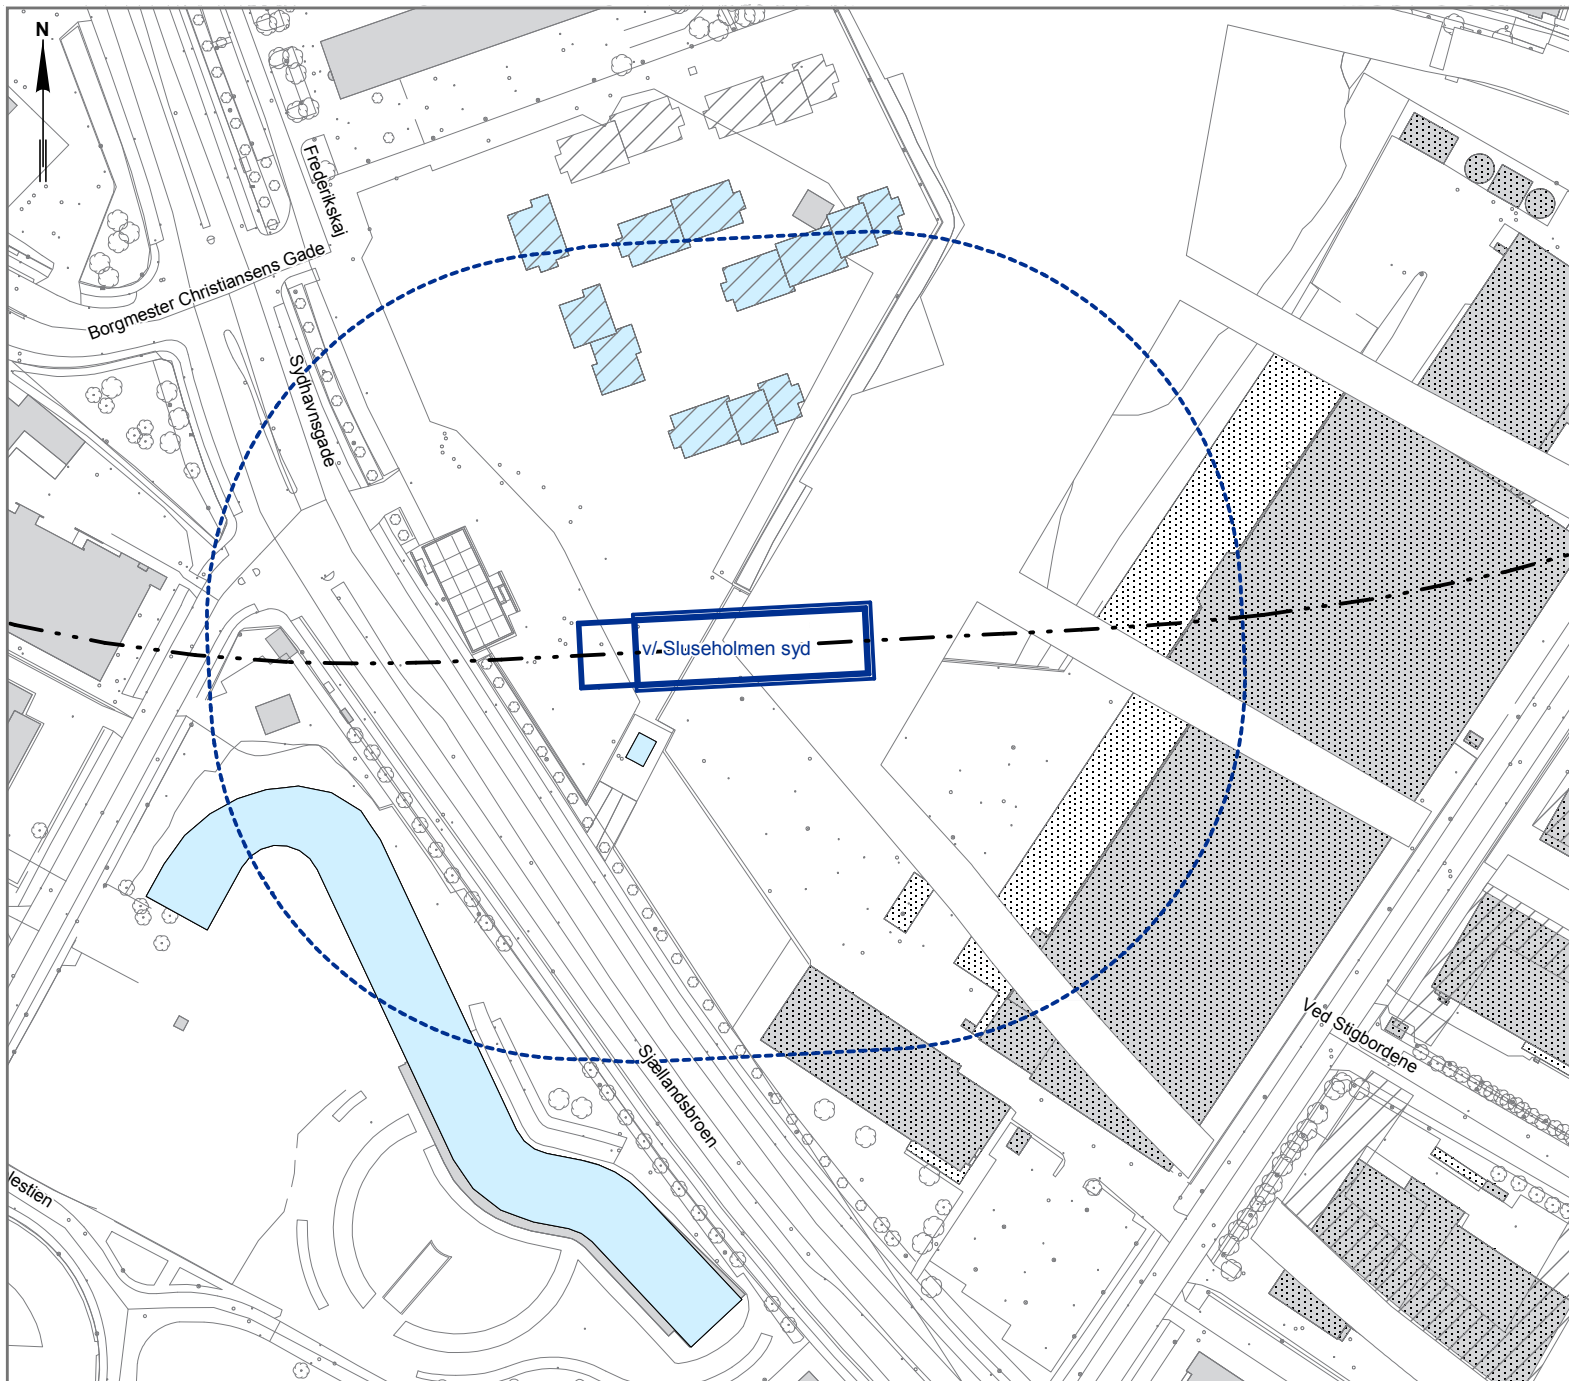 N
Frederikskaj
Borgmester Christiansens Gade
Sydhavnsgade
v/ Sluseholmen syd
Ved Stigbordene
Sjællandsbroen
lestien